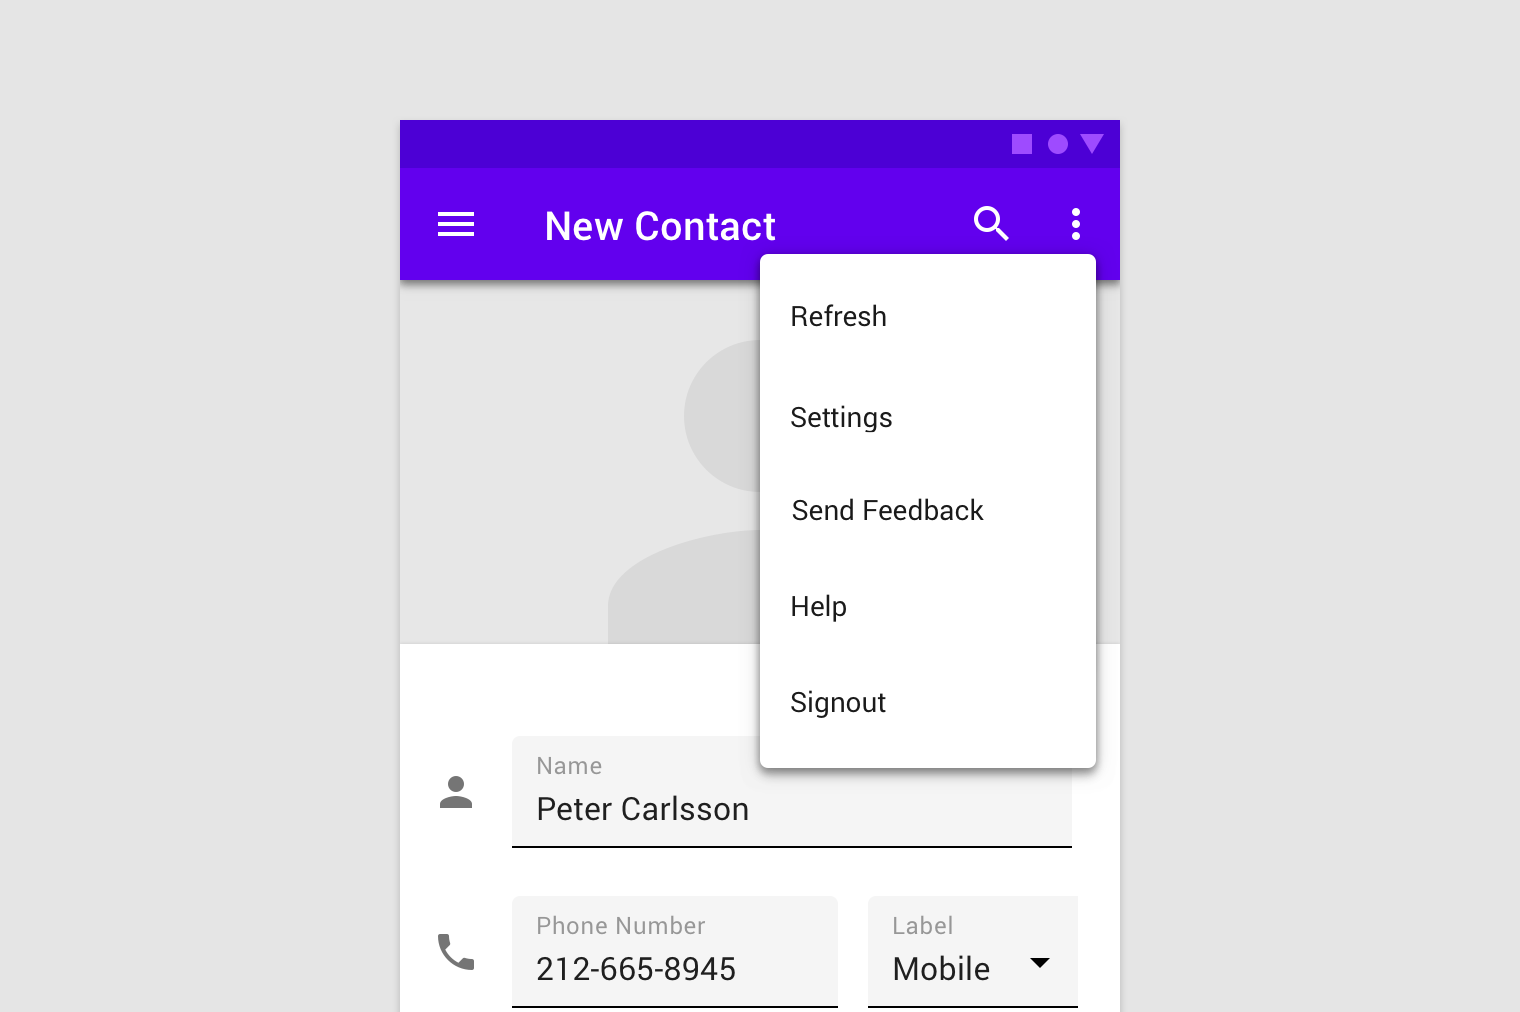 New Contact
Refresh
Settings
Send Feedback
Help
Signout
Name
Peter Carlsson
Phone Number
212-665-8945
Label
Mobile